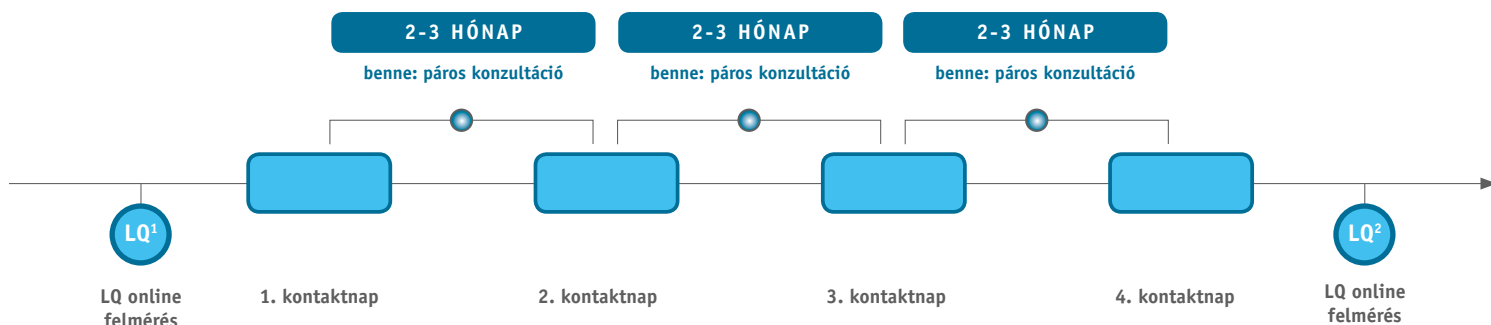 2-3 HÓNAP
benne: páros konzultáció
2-3 HÓNAP
benne: páros konzultáció
2-3 HÓNAP
benne: páros konzultáció
LQ¹
LQ online
felmérés
1. kontaktnap
2. kontaktnap
3. kontaktnap
4. kontaktnap
LQ²
LQ online
felmérés